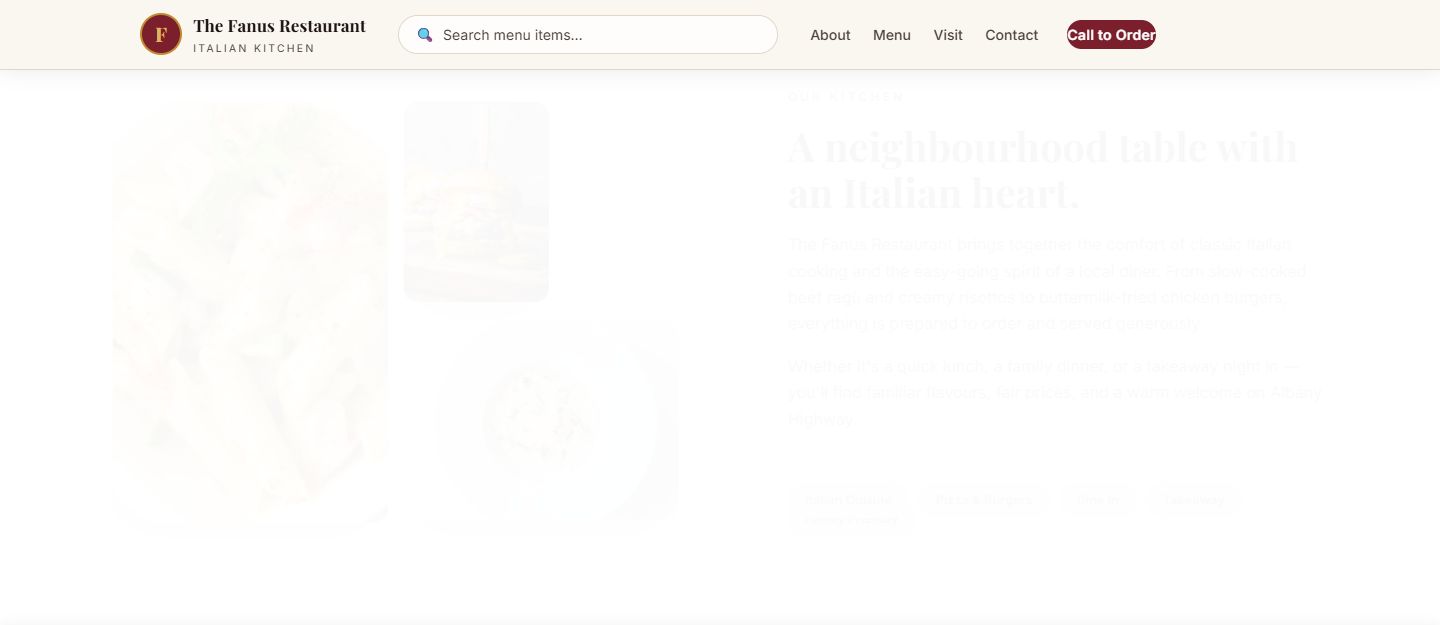 F
The Fanus Restaurant
ITALIAN KITCHEN
Search menu items...
About
Menu
Visit
Contact
Call to Order
OUR KITCHEN
A neighbourhood table with
an Italian heart.
The Fanus Restaurant brings together the comfort of classic Italian
cooking and the easy-going spirit of a local diner. From slow-cooked
beef ragu and creamy risottos to buttermilk-fried chicken burgers,
everything is prepared to order and served generously.
Whether it's a quick lunch, a family dinner, or a takeaway night in —
you'll find familiar flavours, fair prices, and a warm welcome on Albany
Highway.
Italian Cuisine
Pizza & Burgers
Dine In
Takeaway
Family Friendly